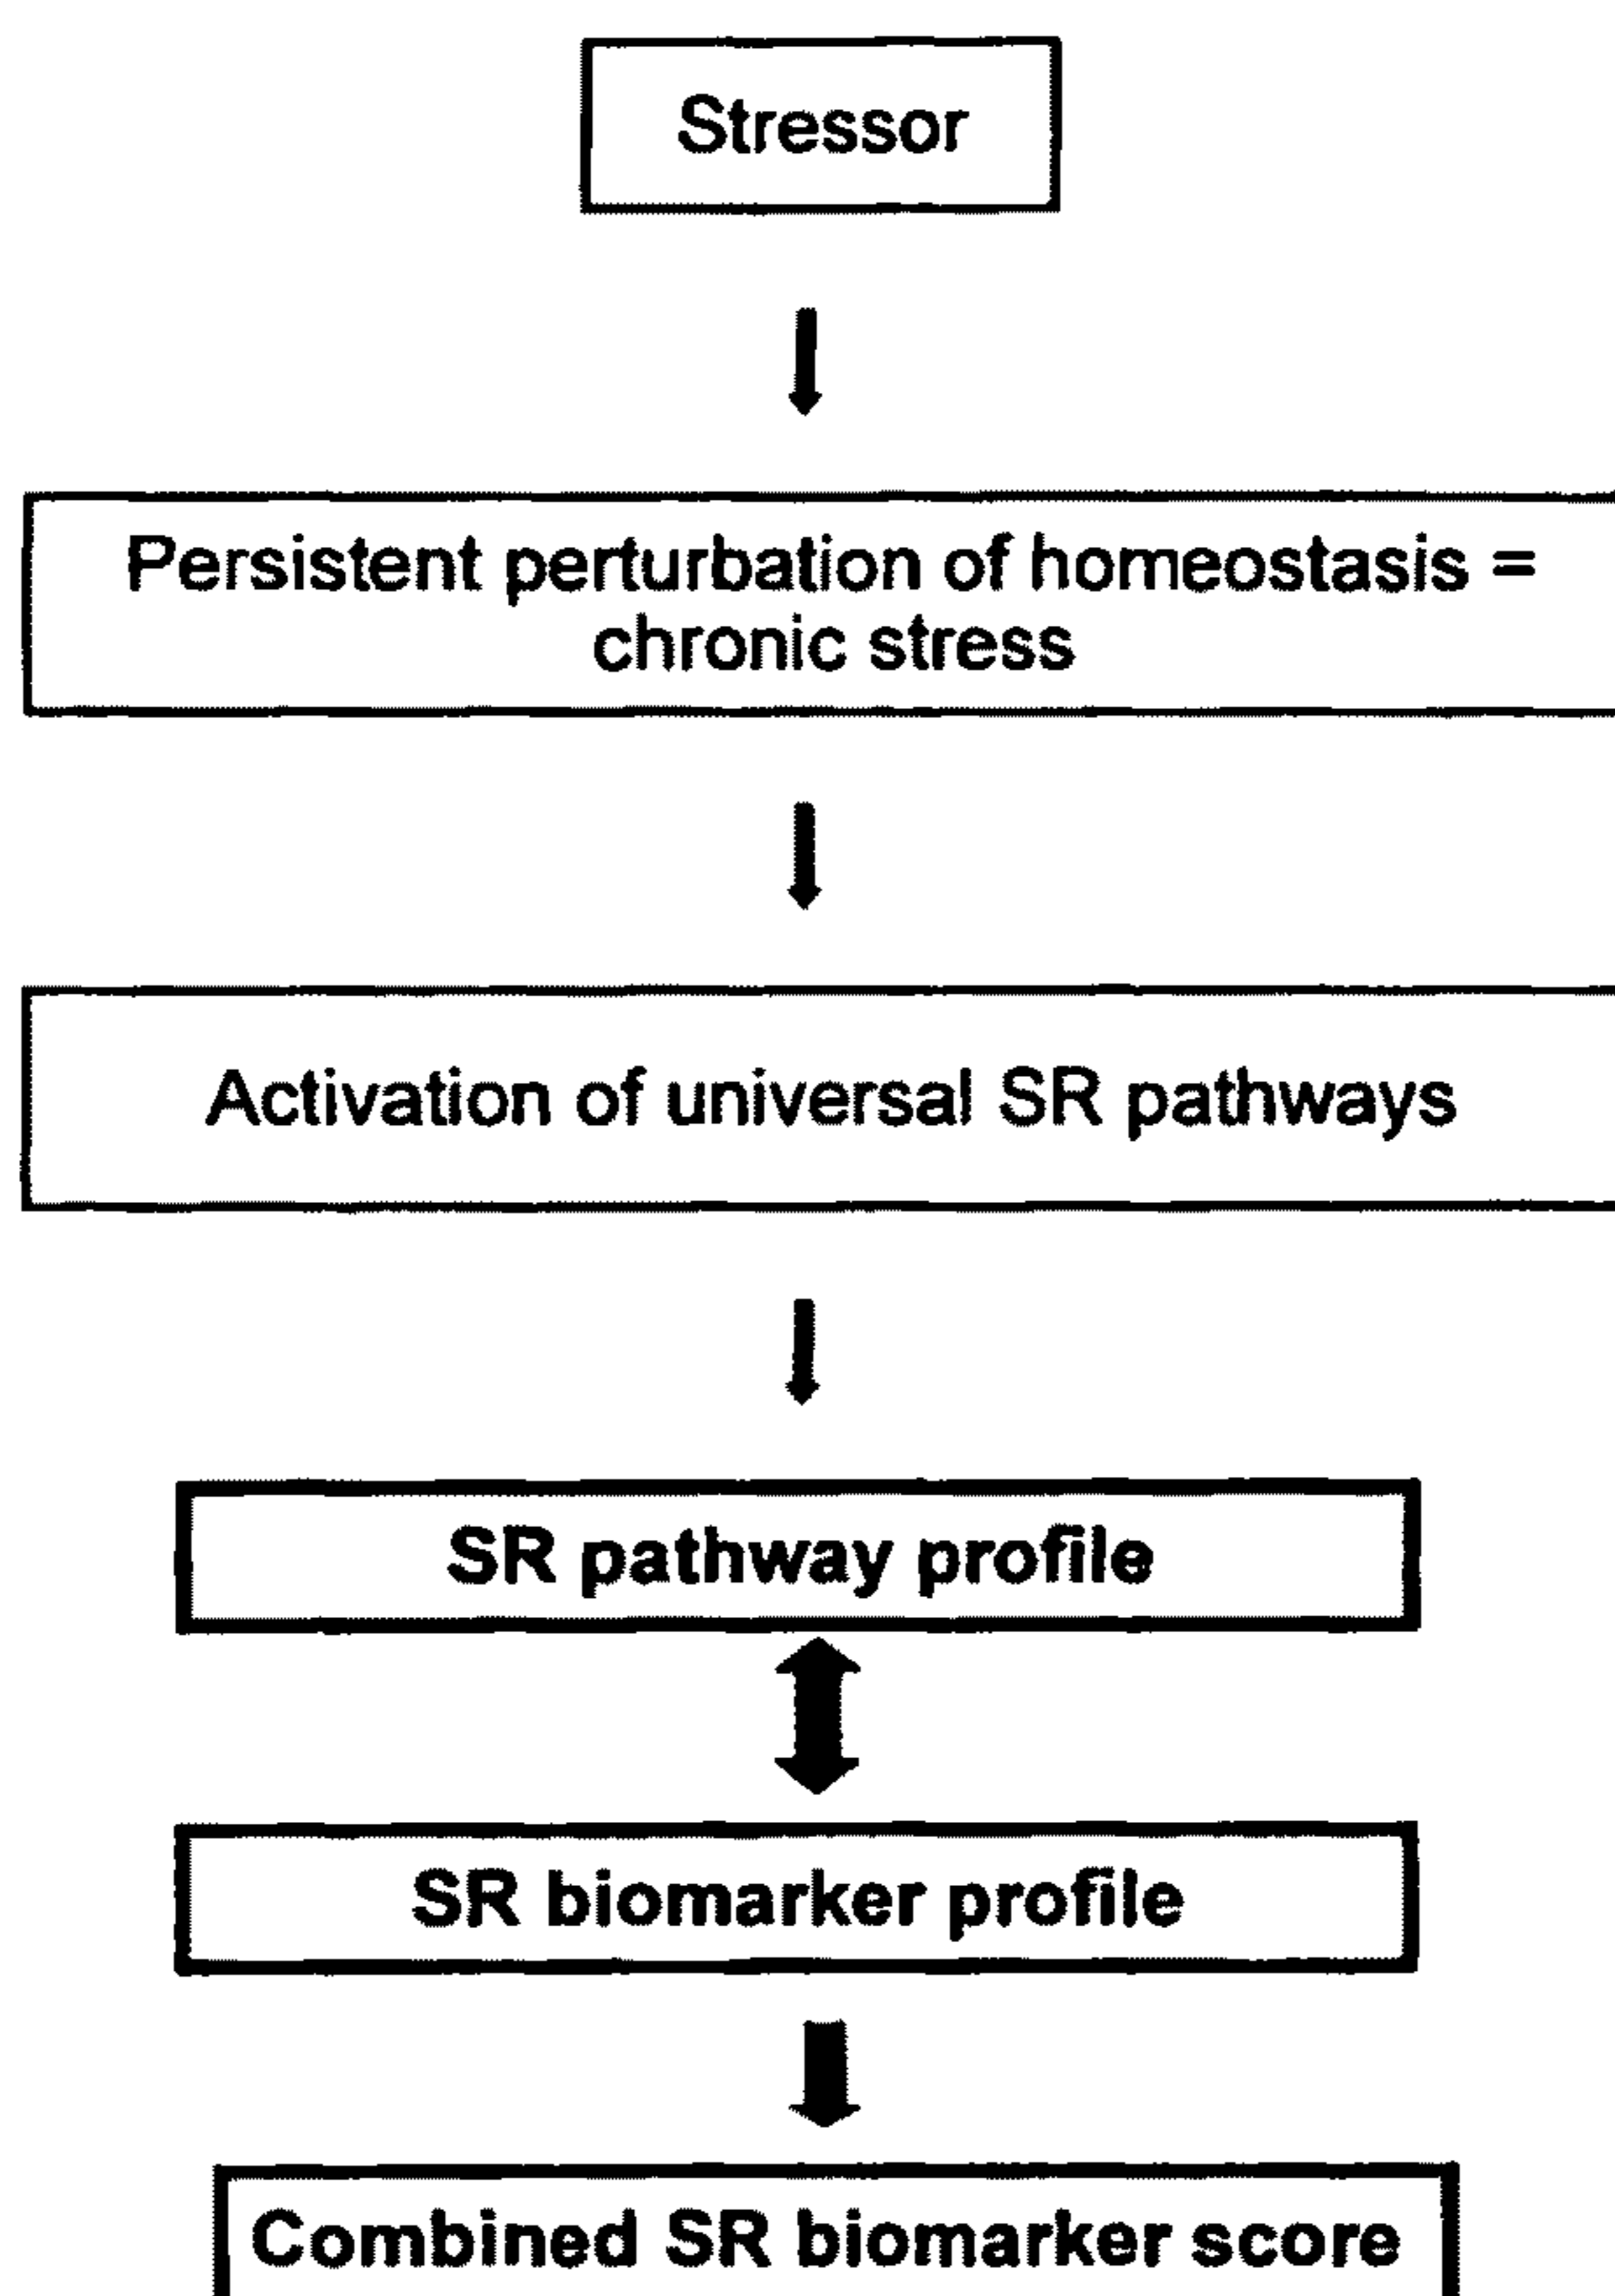 Stressor
Persistent perturbation of homeostasis =
chronic stress
Activation of universal SR pathways
SR pathway profile
SR biomarker profile
Combined SR biomarker score